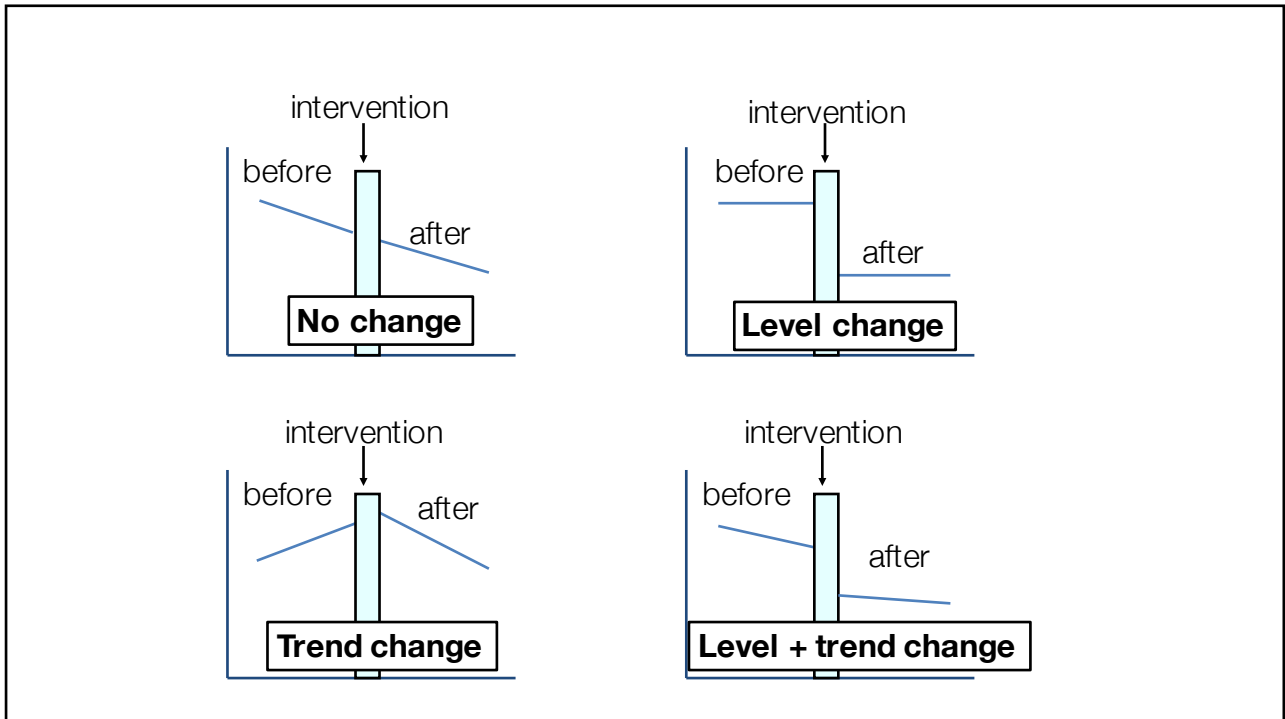 intervention
before
after
No change
intervention
before
after
Level change
intervention
before
after
Trend change
intervention
before
after
Level + trend change